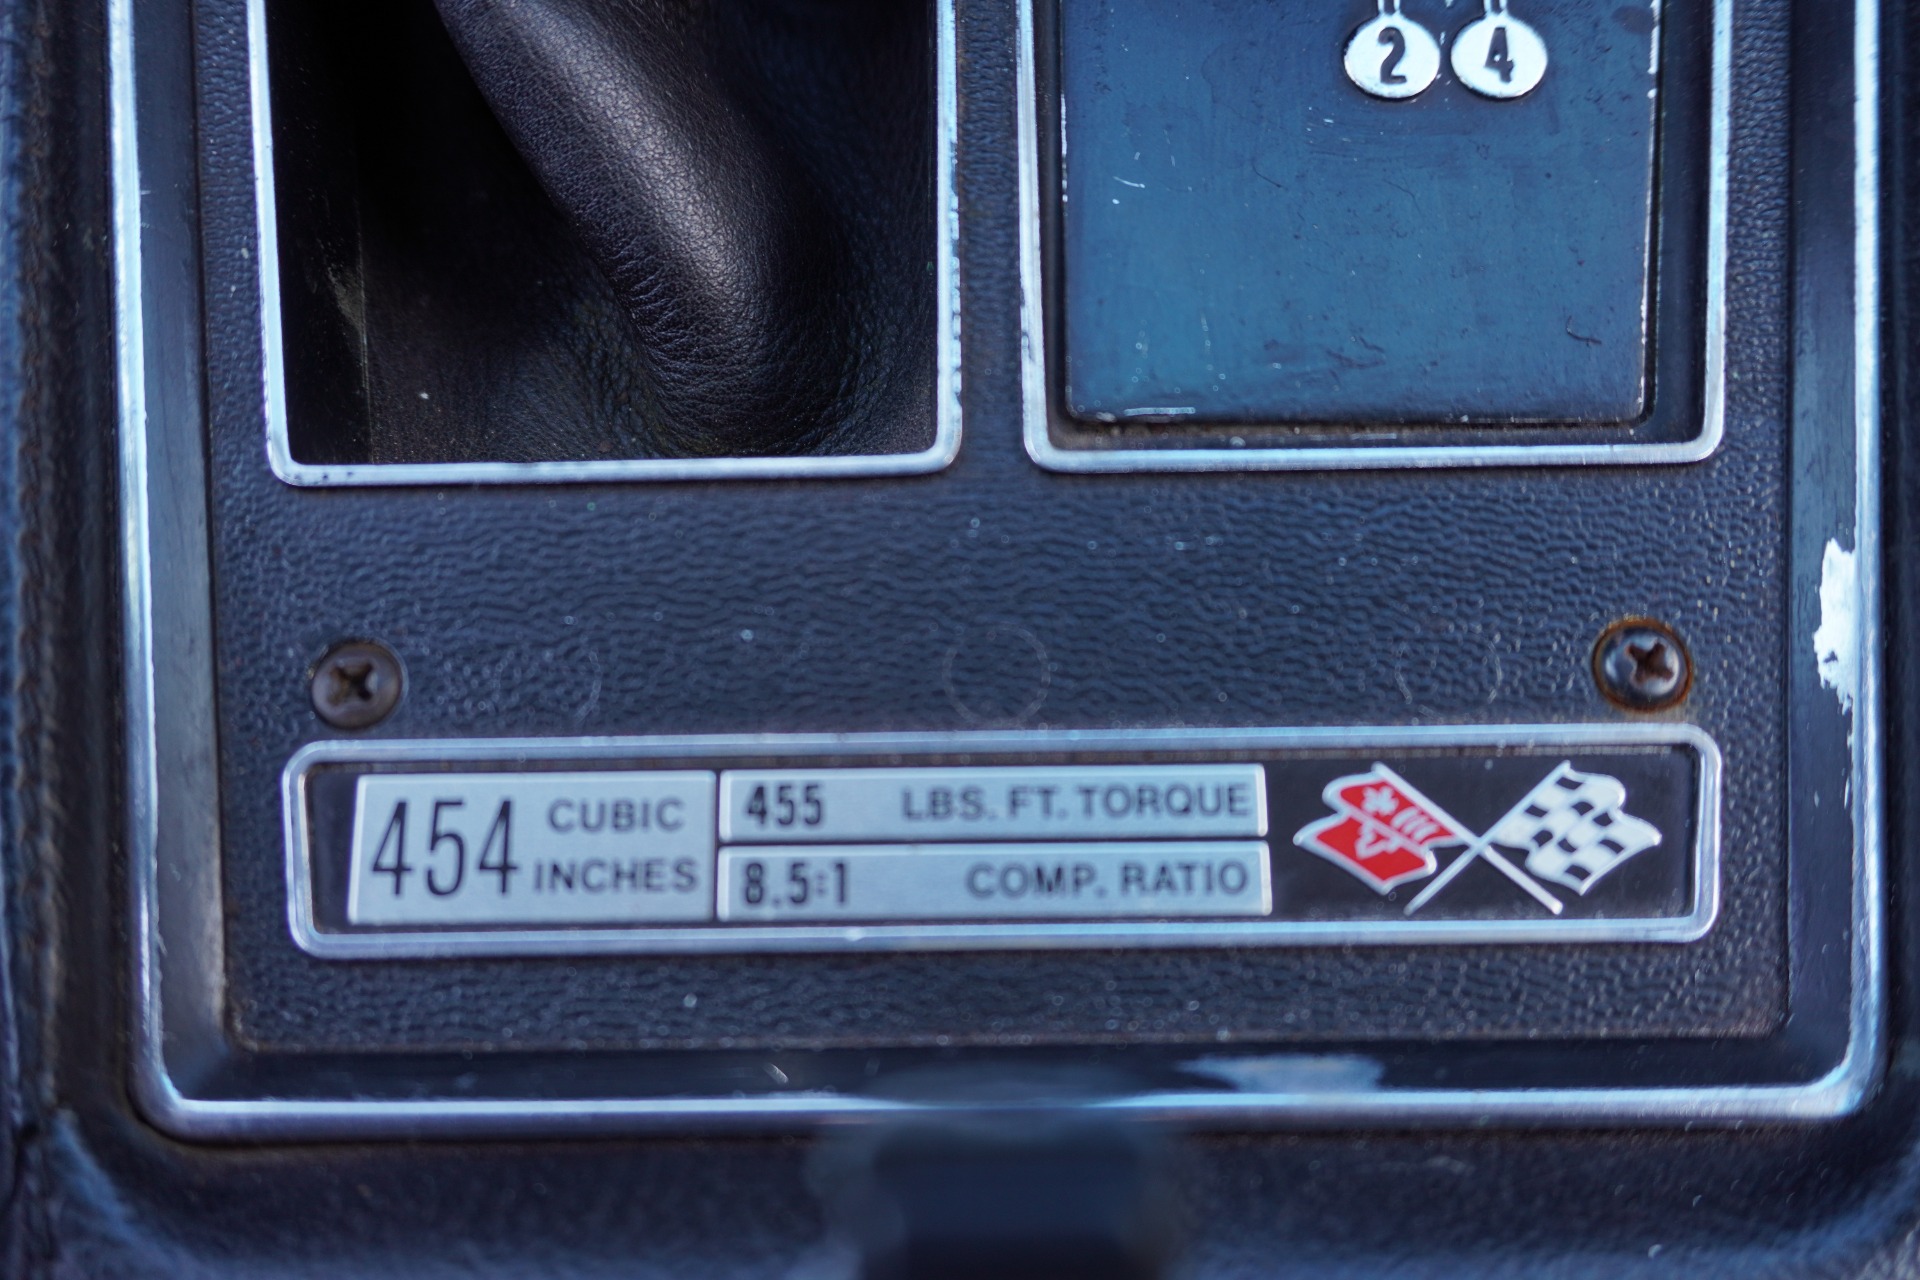 2 4
454 CUBIC INCHES
455 LBS. FT. TORQUE
8.5:1 COMP. RATIO